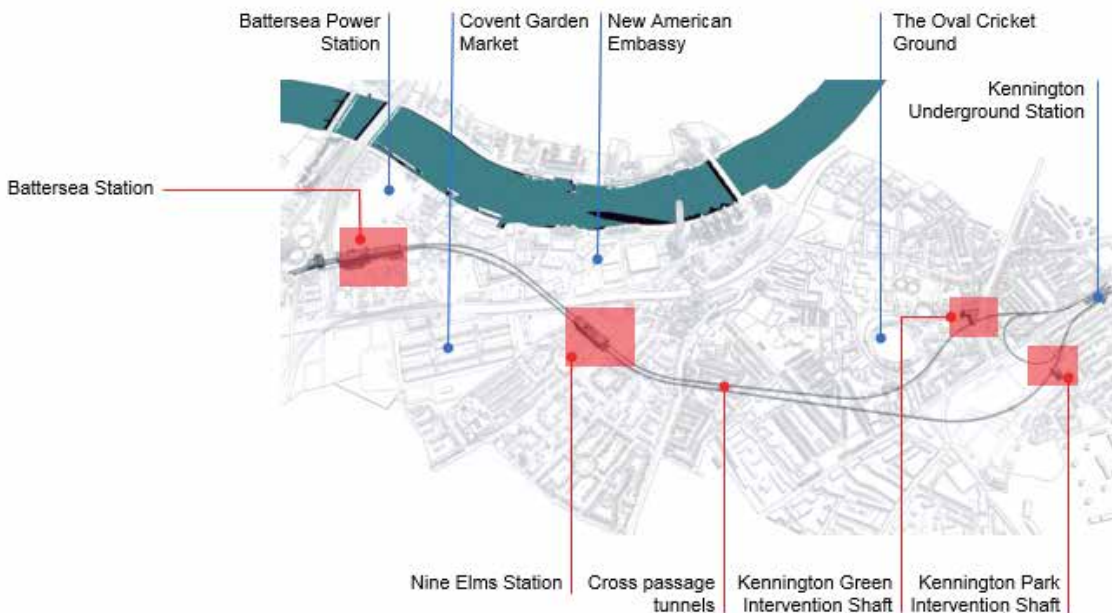 Battersea Power
Station
Covent Garden
Market
New American
Embassy
The Oval Cricket
Ground
Kennington
Underground Station
Battersea Station
Nine Elms Station
Cross passage
tunnels
Kennington Green
Intervention Shaft
Kennington Park
Intervention Shaft